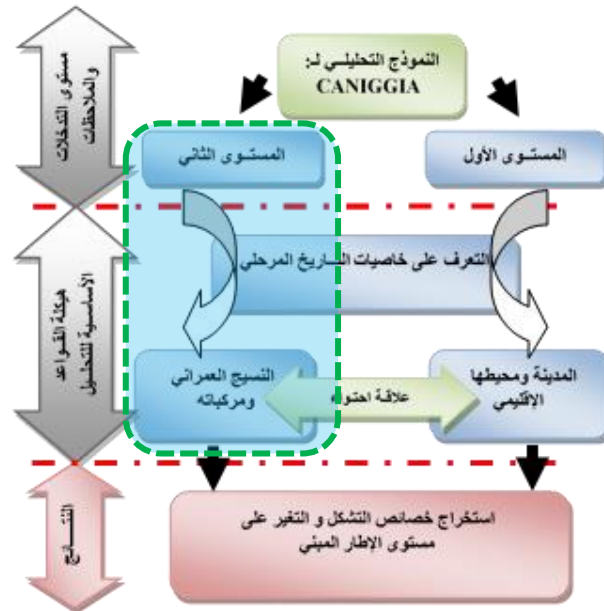 النموذج التحليلي لـ:
CANIGGIA
مستوى التدخلات
والملاحظات
المستوى الثاني
المستوى الأول
التعرف على خاصيات التاريخ المرحلي
هيكلة القواعد
الأساسية للتحليل
النسيج العمراني
ومركباته
علاقة احتواء
المدينة ومحيطها
الإقليمي
النتائج
استخراج خصائص التشكل و التغير على
مستوى الإطار المبني